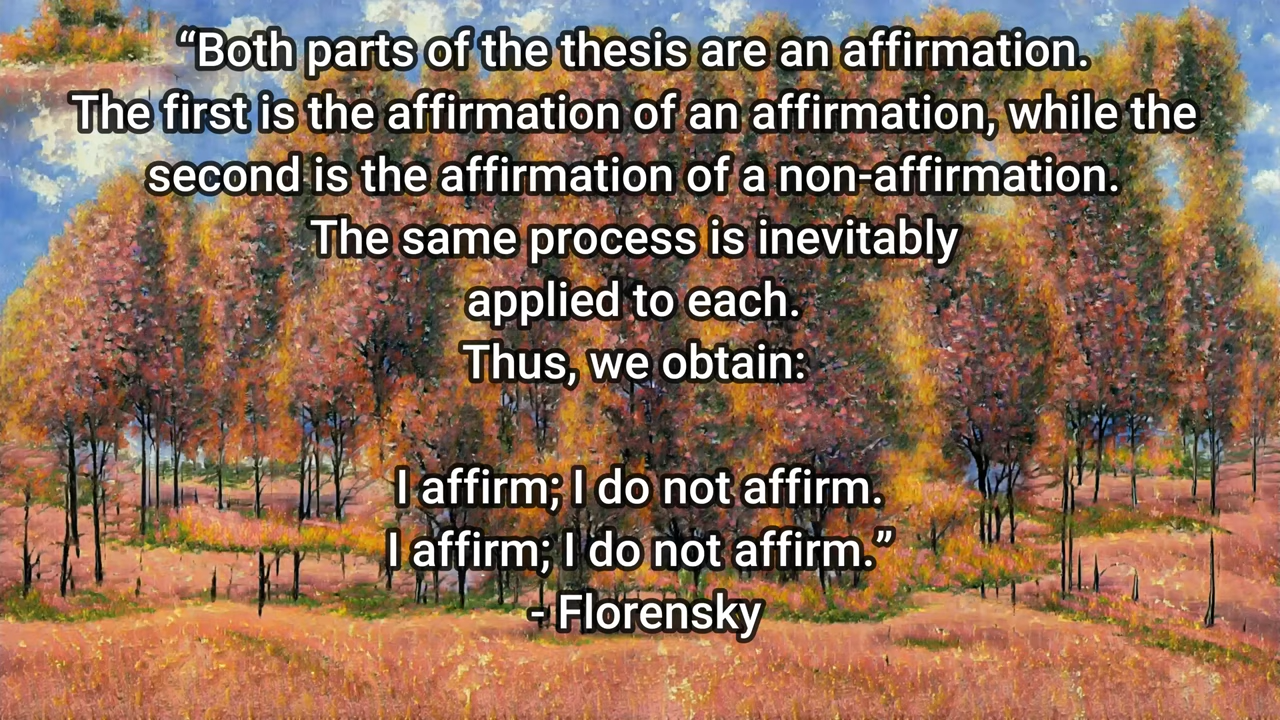 “Both parts of the thesis are an affirmation.
The first is the affirmation of an affirmation, while the
second is the affirmation of a non-affirmation.
The same process is inevitably
applied to each.
Thus, we obtain:
I affirm; I do not affirm.
I affirm; I do not affirm.”
- Florensky